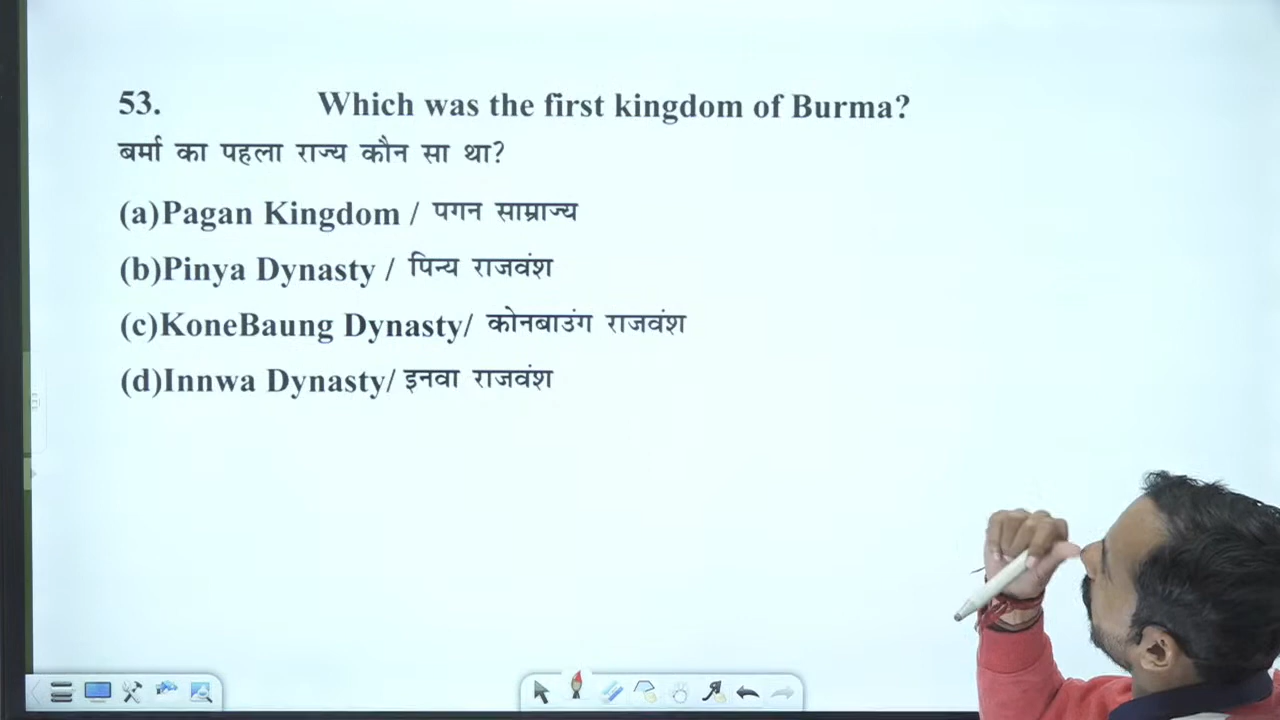 53. Which was the first kingdom of Burma?
बर्मा का पहला राज्य कौन सा था?
(a)Pagan Kingdom / पगन साम्राज्य
(b)Pinya Dynasty / पिन्य राजवंश
(c)KoneBaung Dynasty/ कोनबाउंग राजवंश
(d)Innwa Dynasty/ इनवा राजवंश